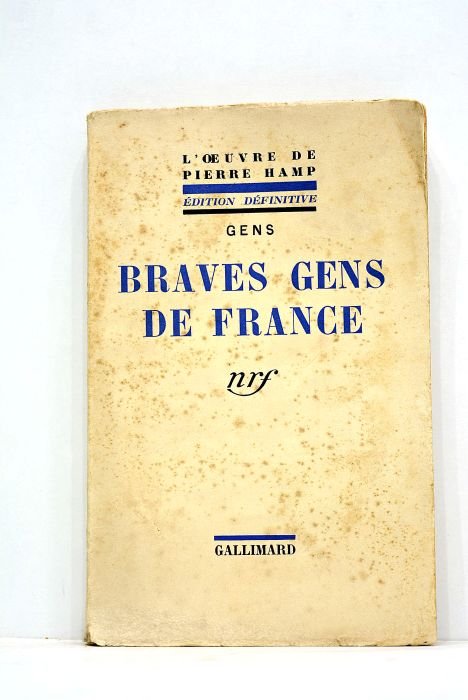 L'ŒUVRE DE
PIERRE HAMP
ÉDITION DÉFINITIVE
GENS
BRAVES GENS
DE FRANCE
nrf
GALLIMARD